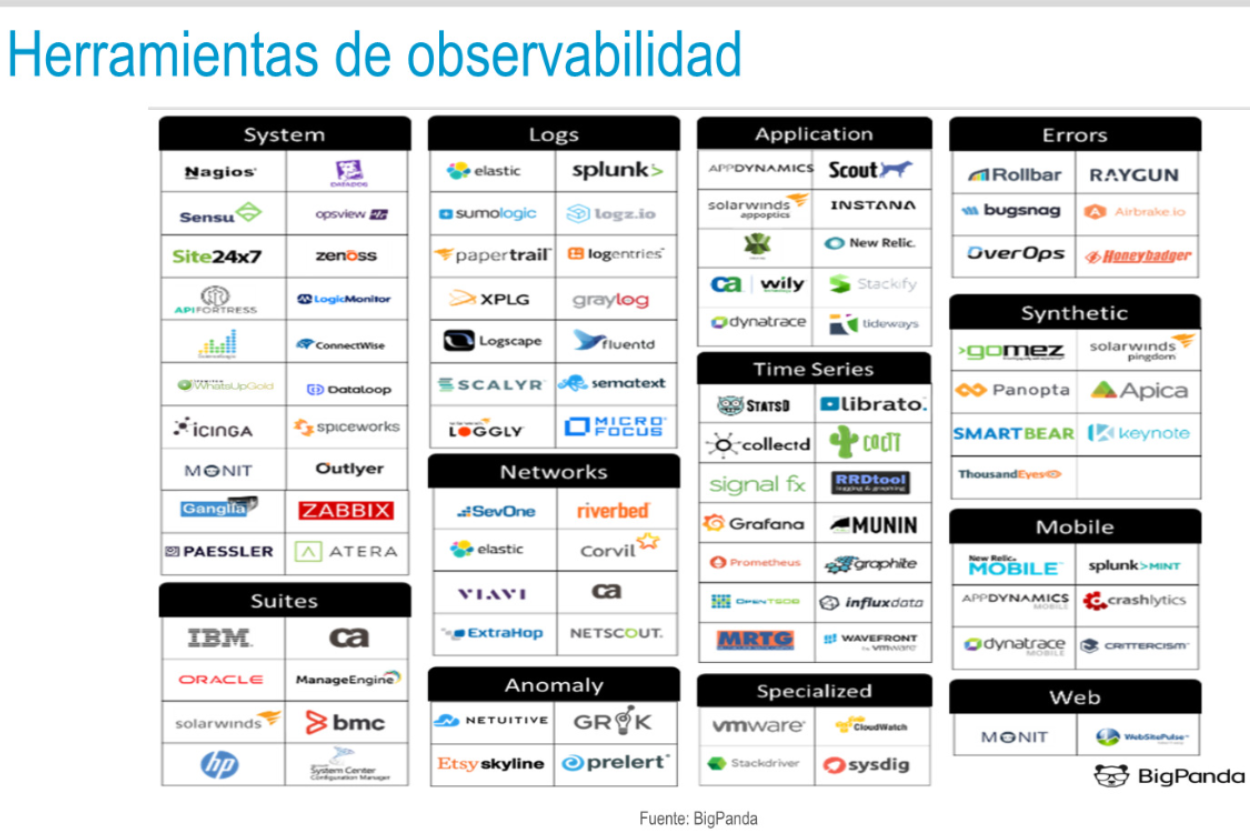 Herramientas de observabilidad
System
Nagios
DATADOG
Sensu
opsview
Site24x7
zenoss
API FORTRESS
LogicMonitor
ScienceLogic
ConnectWise
WhatsUpGold
DATALOOP
icinga
spiceworks
MONIT
Outlyer
Ganglia
ZABBIX
PAESSLER
ATERA
Suites
IBM
ca
ORACLE
ManageEngine
solarwinds
bmc
hp
System Center
Configuration Manager
Logs
elastic
splunk>
sumologic
logz.io
papertrail
logentries
XPLG
graylog
Logscape
fluentd
SCALYR
sematext
LOGGLY
MICRO
FOCUS
Networks
SevOne
riverbed
elastic
Corvil
VIAVI
ca
ExtraHop
NETSCOUT.
Anomaly
NETUITIVE
GROK
Etsy skyline
prelert
Application
APPDYNAMICS
Scout
solarwinds
appoptics
INSTANA
New Relic.
ca wily
Stackify
dynatrace
tideways
Time Series
STATSD
librato.
collectd
CACTI
signal fx
RRDtool
logging & graphing
Grafana
MUNIN
Prometheus
graphite
OPENTSDB
influxdata
MRTG
WAVEFRONT
by vmware
Specialized
vmware
CloudWatch
Stackdriver
sysdig
Errors
Rollbar
RAYGUN
bugsnag
Airbrake.io
OverOps
Honeybadger
Synthetic
>gomez
solarwinds
pingdom
Panopta
Apica
SMARTBEAR
keynote
ThousandEyes
Mobile
New Relic.
MOBILE
splunk>MINT
APPDYNAMICS
MOBILE
crashlytics
dynatrace
MOBILE
CRITTERCISM
Web
MONIT
WebSitePulse
BigPanda
Fuente: BigPanda